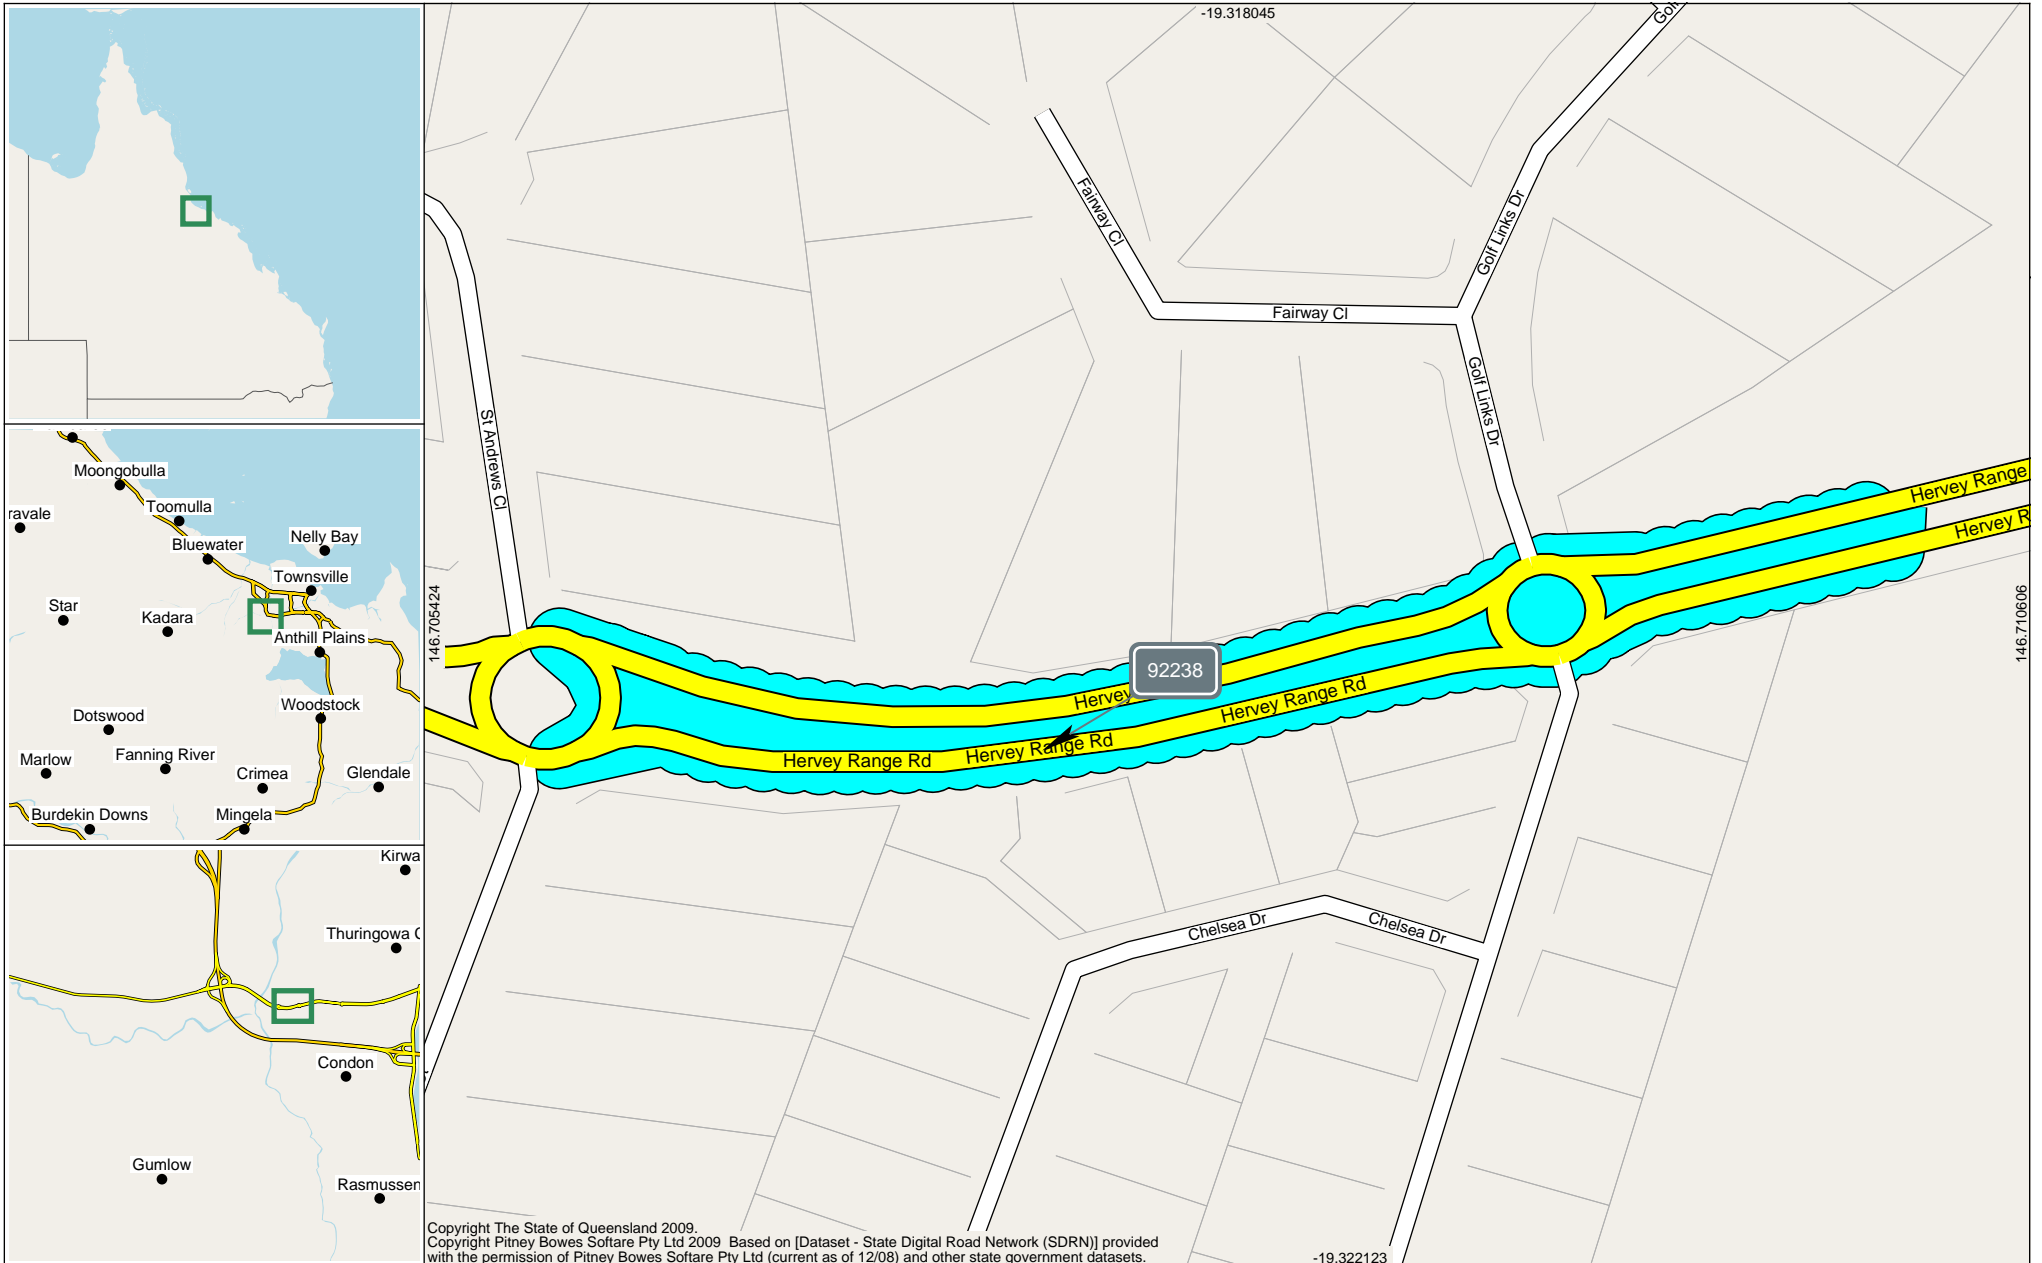 -19.318045
Golf Links Dr
Fairway Cl
Fairway Cl
Golf Links Dr
St Andrews Cl
Hervey Range
Hervey R
146.705424
146.710606
92238
Hervey
Hervey Range Rd
Hervey Range Rd
Hervey Range Rd
Chelsea Dr
Chelsea Dr
-19.322123
Moongobulla
Toomulla
ravale
Bluewater
Nelly Bay
Townsville
Star
Kadara
Anthill Plains
Woodstock
Dotswood
Marlow
Fanning River
Crimea
Glendale
Burdekin Downs
Mingela
Kirwa
Thuringowa C
Condon
Gumlow
Rasmussen
Copyright The State of Queensland 2009.
Copyright Pitney Bowes Softare Pty Ltd 2009 Based on [Dataset - State Digital Road Network (SDRN)] provided
with the permission of Pitney Bowes Softare Pty Ltd (current as of 12/08) and other state government datasets.